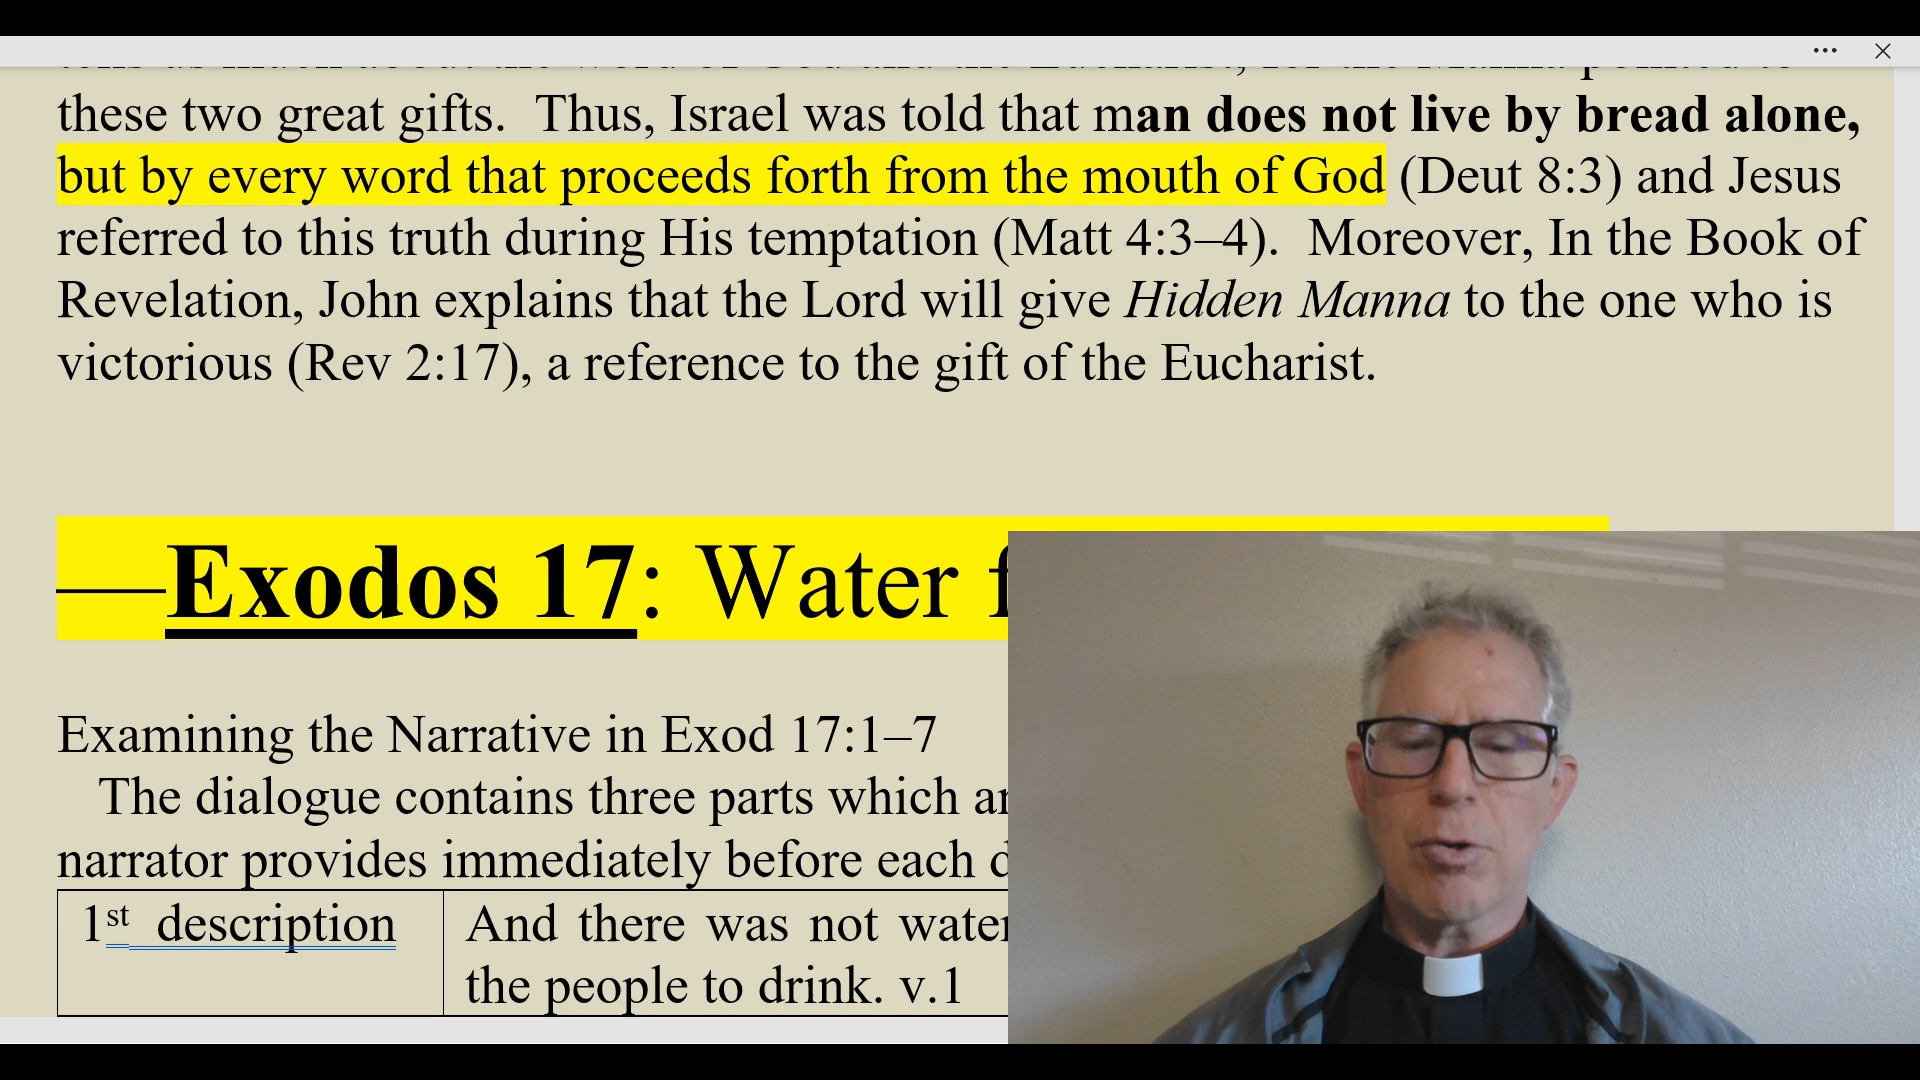 these two great gifts.  Thus, Israel was told that man does not live by bread alone,
but by every word that proceeds forth from the mouth of God (Deut 8:3) and Jesus
referred to this truth during His temptation (Matt 4:3–4).  Moreover, In the Book of
Revelation, John explains that the Lord will give Hidden Manna to the one who is
victorious (Rev 2:17), a reference to the gift of the Eucharist.
—Exodos 17: Water
Examining the Narrative in Exod 17:1–7
The dialogue contains three parts which
narrator provides immediately before each
1st description
And there was not water
the people to drink. v.1